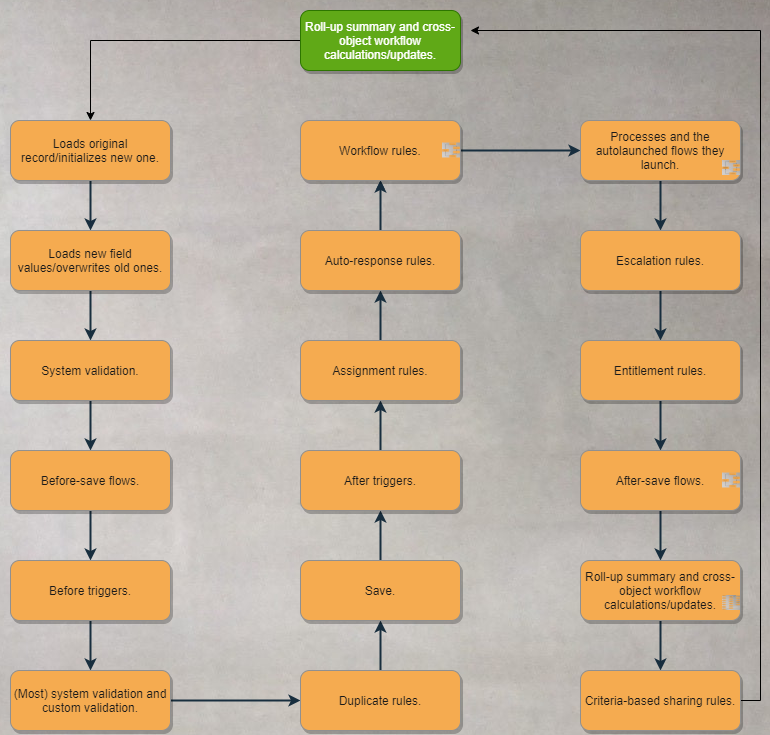 Roll-up summary and cross-
object workflow
calculations/updates.
Loads original
record/initializes new one.
Loads new field
values/overwrites old ones.
System validation.
Before-save flows.
Before triggers.
(Most) system validation and
custom validation.
Duplicate rules.
Save.
After triggers.
Assignment rules.
Auto-response rules.
Workflow rules.
Processes and the
autolaunched flows they
launch.
Escalation rules.
Entitlement rules.
After-save flows.
Roll-up summary and cross-
object workflow
calculations/updates.
Criteria-based sharing rules.